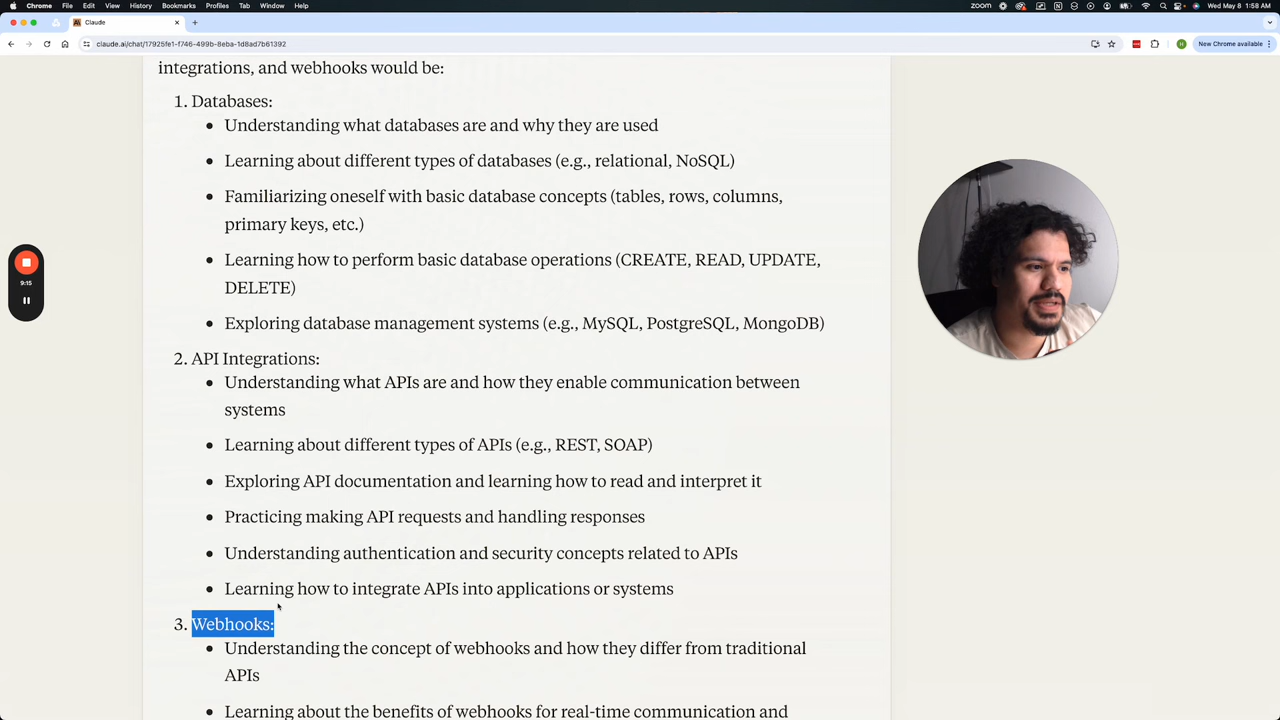 Chrome File Edit View History Bookmarks Profiles Tab Window Help zoom Wed May 8 1:58 AM
Claude
claude.ai/chat/17925fe1-f746-499b-8eba-1d8ad7b61392 New Chrome available
integrations, and webhooks would be:
1. Databases:
Understanding what databases are and why they are used
Learning about different types of databases (e.g., relational, NoSQL)
Familiarizing oneself with basic database concepts (tables, rows, columns,
primary keys, etc.)
Learning how to perform basic database operations (CREATE, READ, UPDATE,
DELETE)
Exploring database management systems (e.g., MySQL, PostgreSQL, MongoDB)
9:15
2. API Integrations:
Understanding what APIs are and how they enable communication between
systems
Learning about different types of APIs (e.g., REST, SOAP)
Exploring API documentation and learning how to read and interpret it
Practicing making API requests and handling responses
Understanding authentication and security concepts related to APIs
Learning how to integrate APIs into applications or systems
3. Webhooks:
Understanding the concept of webhooks and how they differ from traditional
APIs
Learning about the benefits of webhooks for real-time communication and